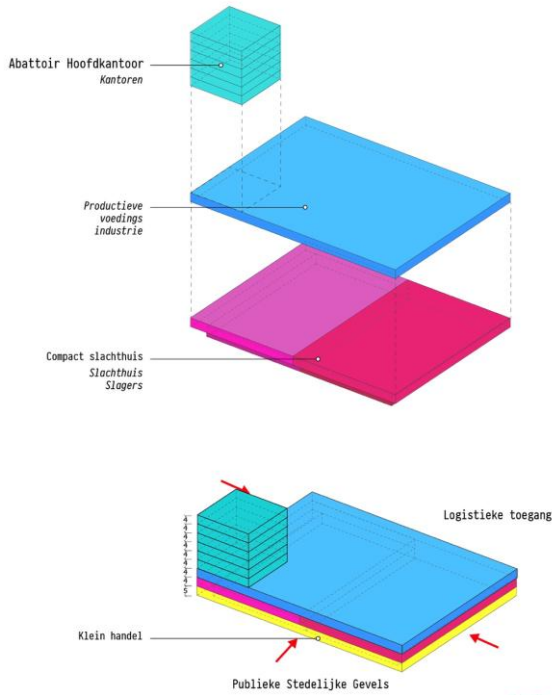 Abattoir Hoofdkantoor
Kantoren
Productieve
voedings
industrie
Compact slachthuis
Slachthuis
Slagers
Logistieke toegang
4
4
4
4
4
4
4
4
5
Klein handel
Publieke Stedelijke Gevels